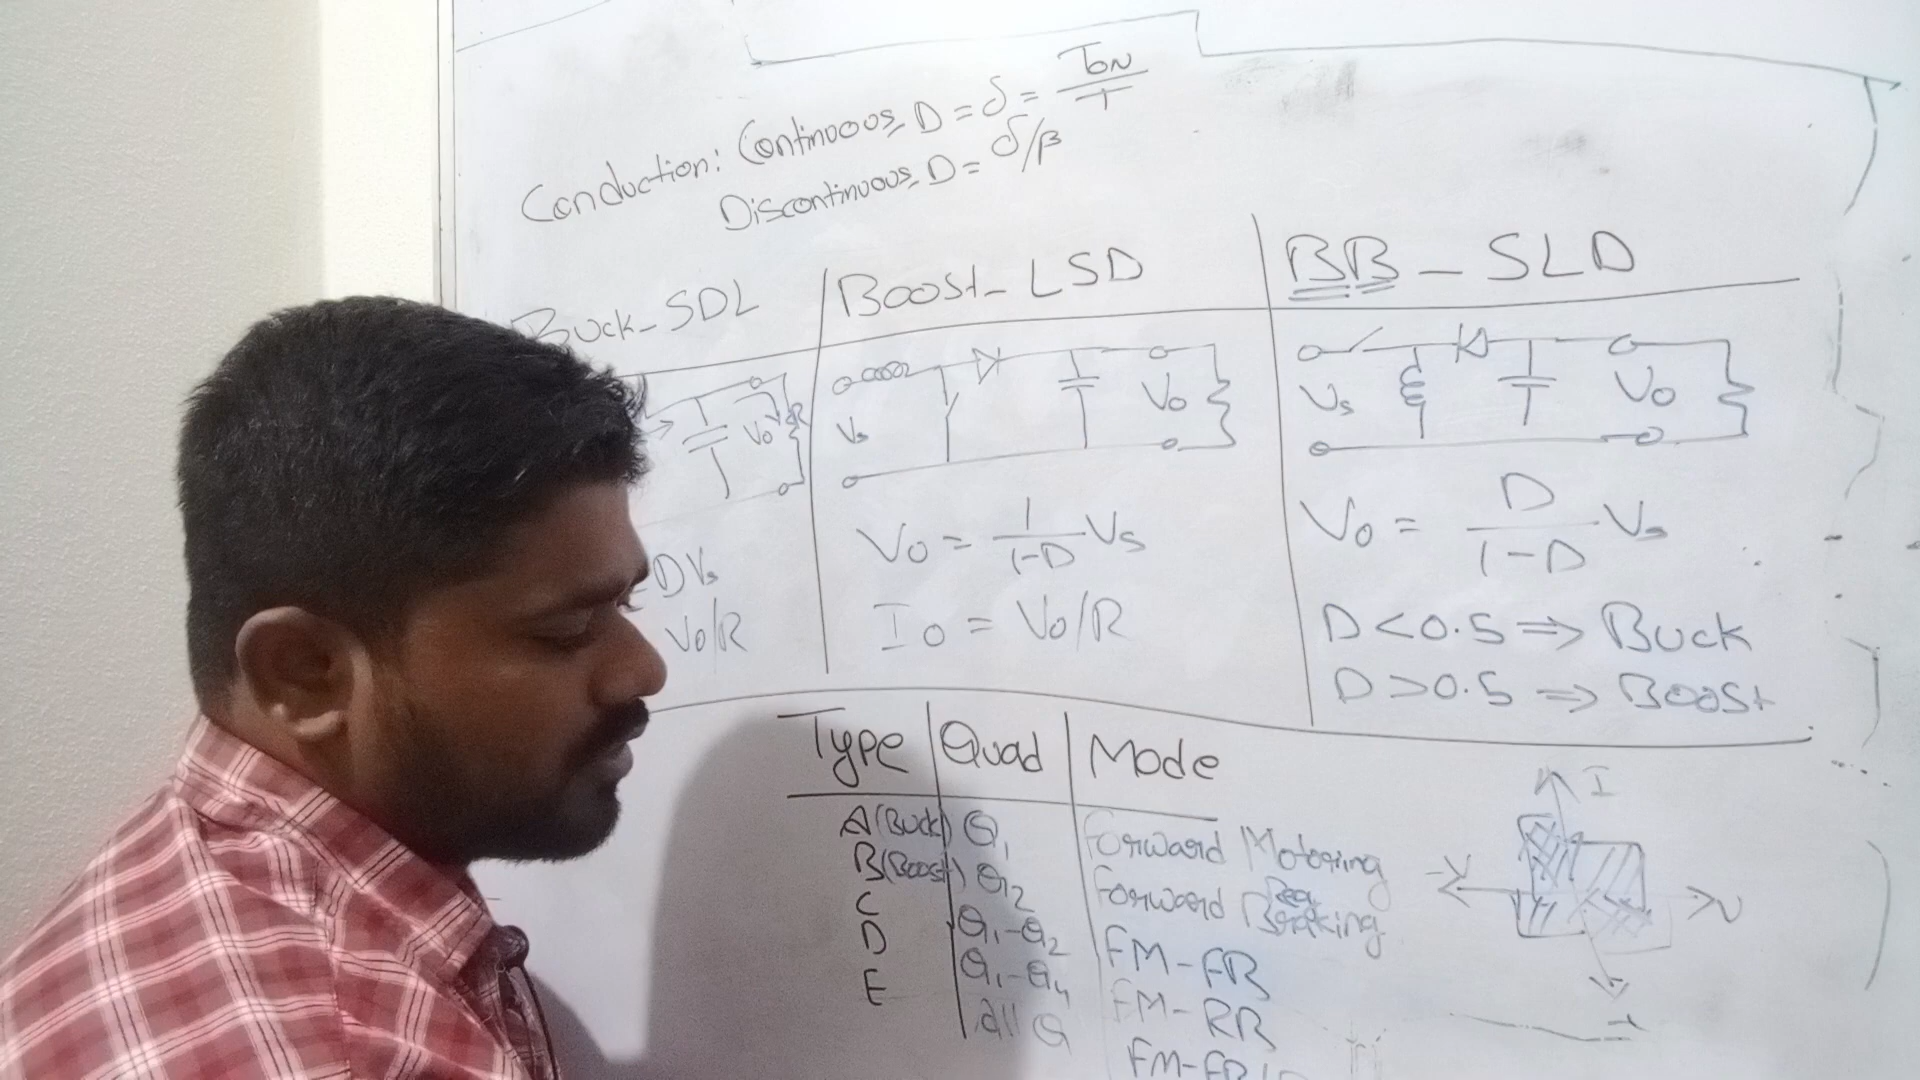 Conduction: Continuous, D = δ = TON / T
Discontinuous, D = δ/β
Buck - SDL
Boost - LSD
BB - SLD
Vo R
Vs Vo
Vs Vo
DVs
Vo/R
Vo = 1/(1-D) Vs
Io = Vo/R
Vo = D/(1-D) Vs
D < 0.5 ⇒ Buck
D > 0.5 ⇒ Boost
Type Quad Mode
A (Buck) Q1 Forward Motoring
B (Boost) Q2 Forward Reg. Braking
C Q1-Q2 FM-FB
D Q1-Q4 FM-RR
E all Q
I
-V V
-I